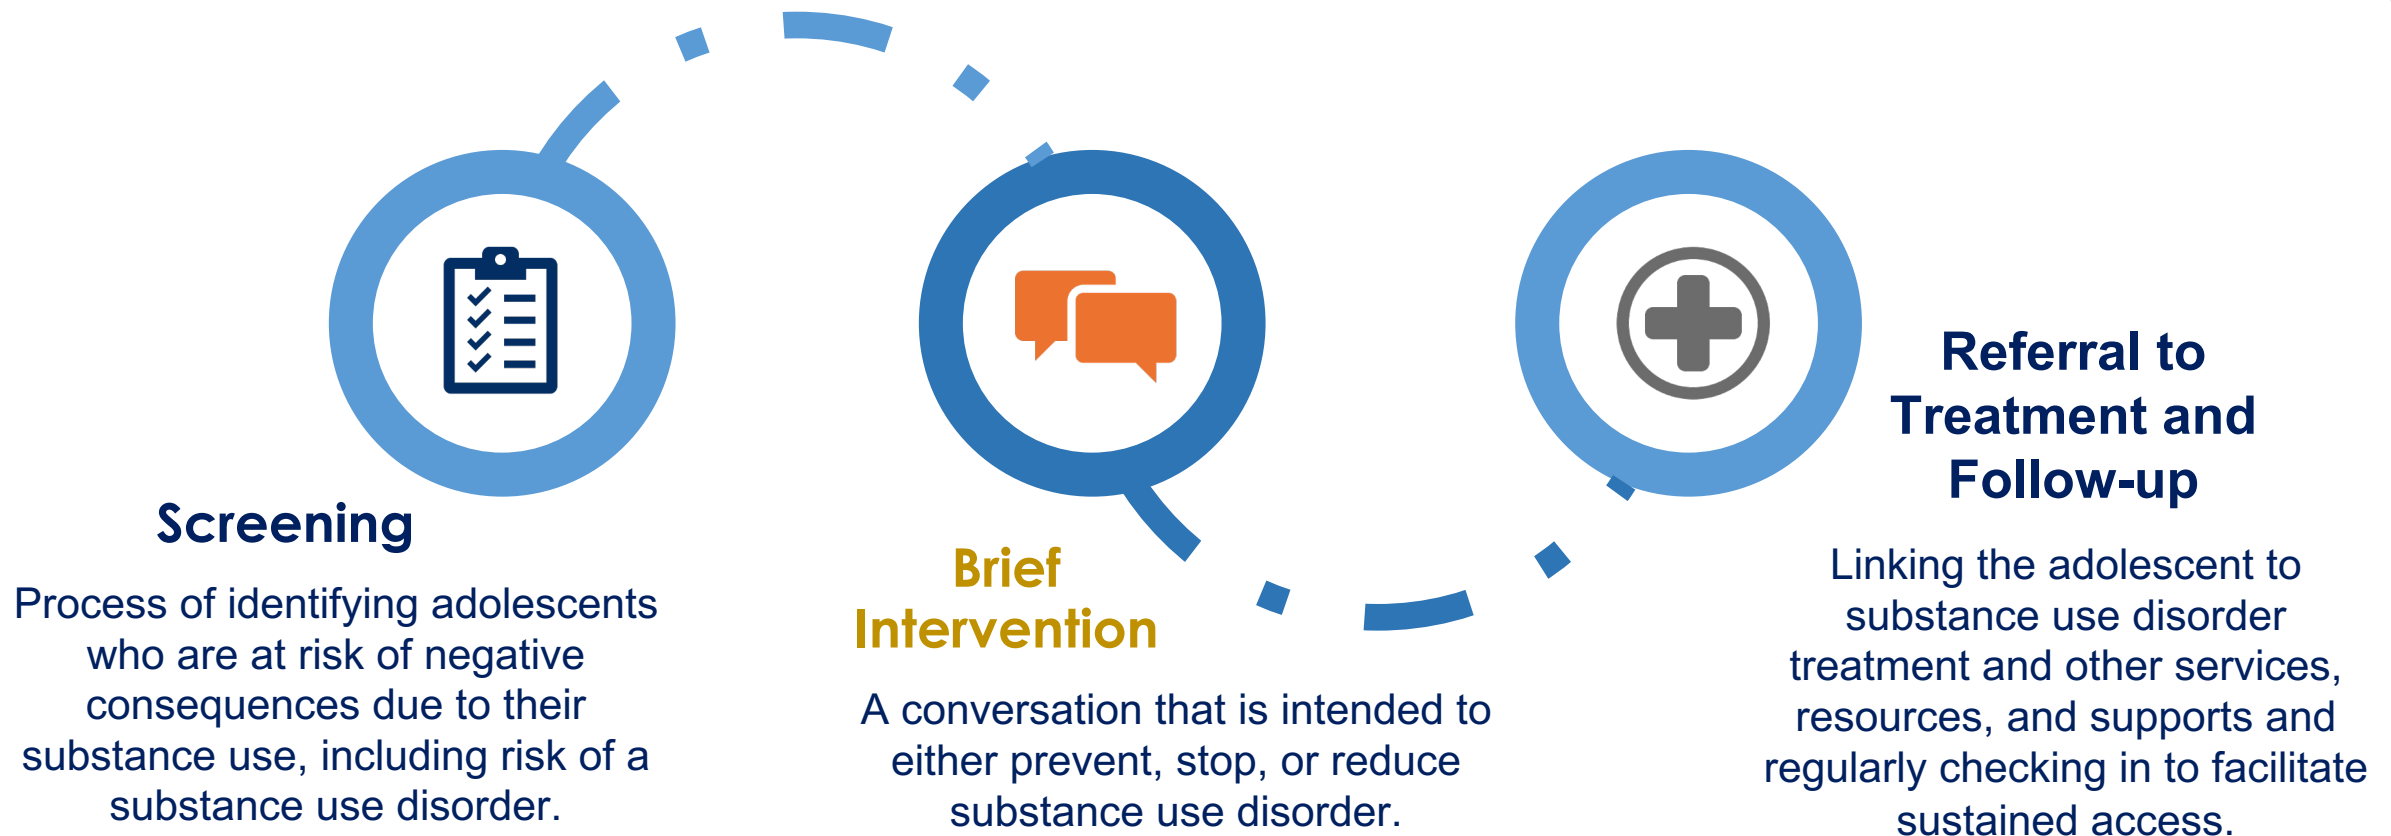 Screening
Process of identifying adolescents
who are at risk of negative
consequences due to their
substance use, including risk of a
substance use disorder.
Brief
Intervention
A conversation that is intended to
either prevent, stop, or reduce
substance use disorder.
Referral to
Treatment and
Follow-up
Linking the adolescent to
substance use disorder
treatment and other services,
resources, and supports and
regularly checking in to facilitate
sustained access.